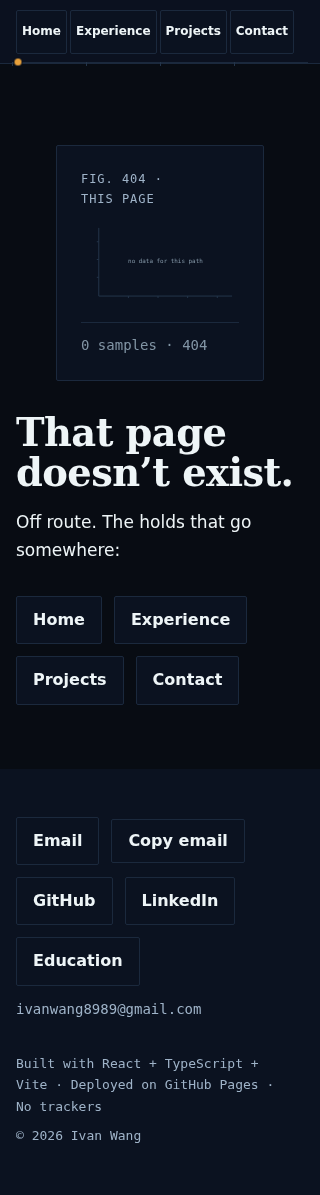 Home Experience Projects Contact
FIG. 404 ·
THIS PAGE
no data for this path
0 samples · 404
That page
doesn’t exist.
Off route. The holds that go
somewhere:
Home Experience
Projects Contact
Email Copy email
GitHub LinkedIn
Education
ivanwang8989@gmail.com
Built with React + TypeScript +
Vite · Deployed on GitHub Pages ·
No trackers
© 2026 Ivan Wang